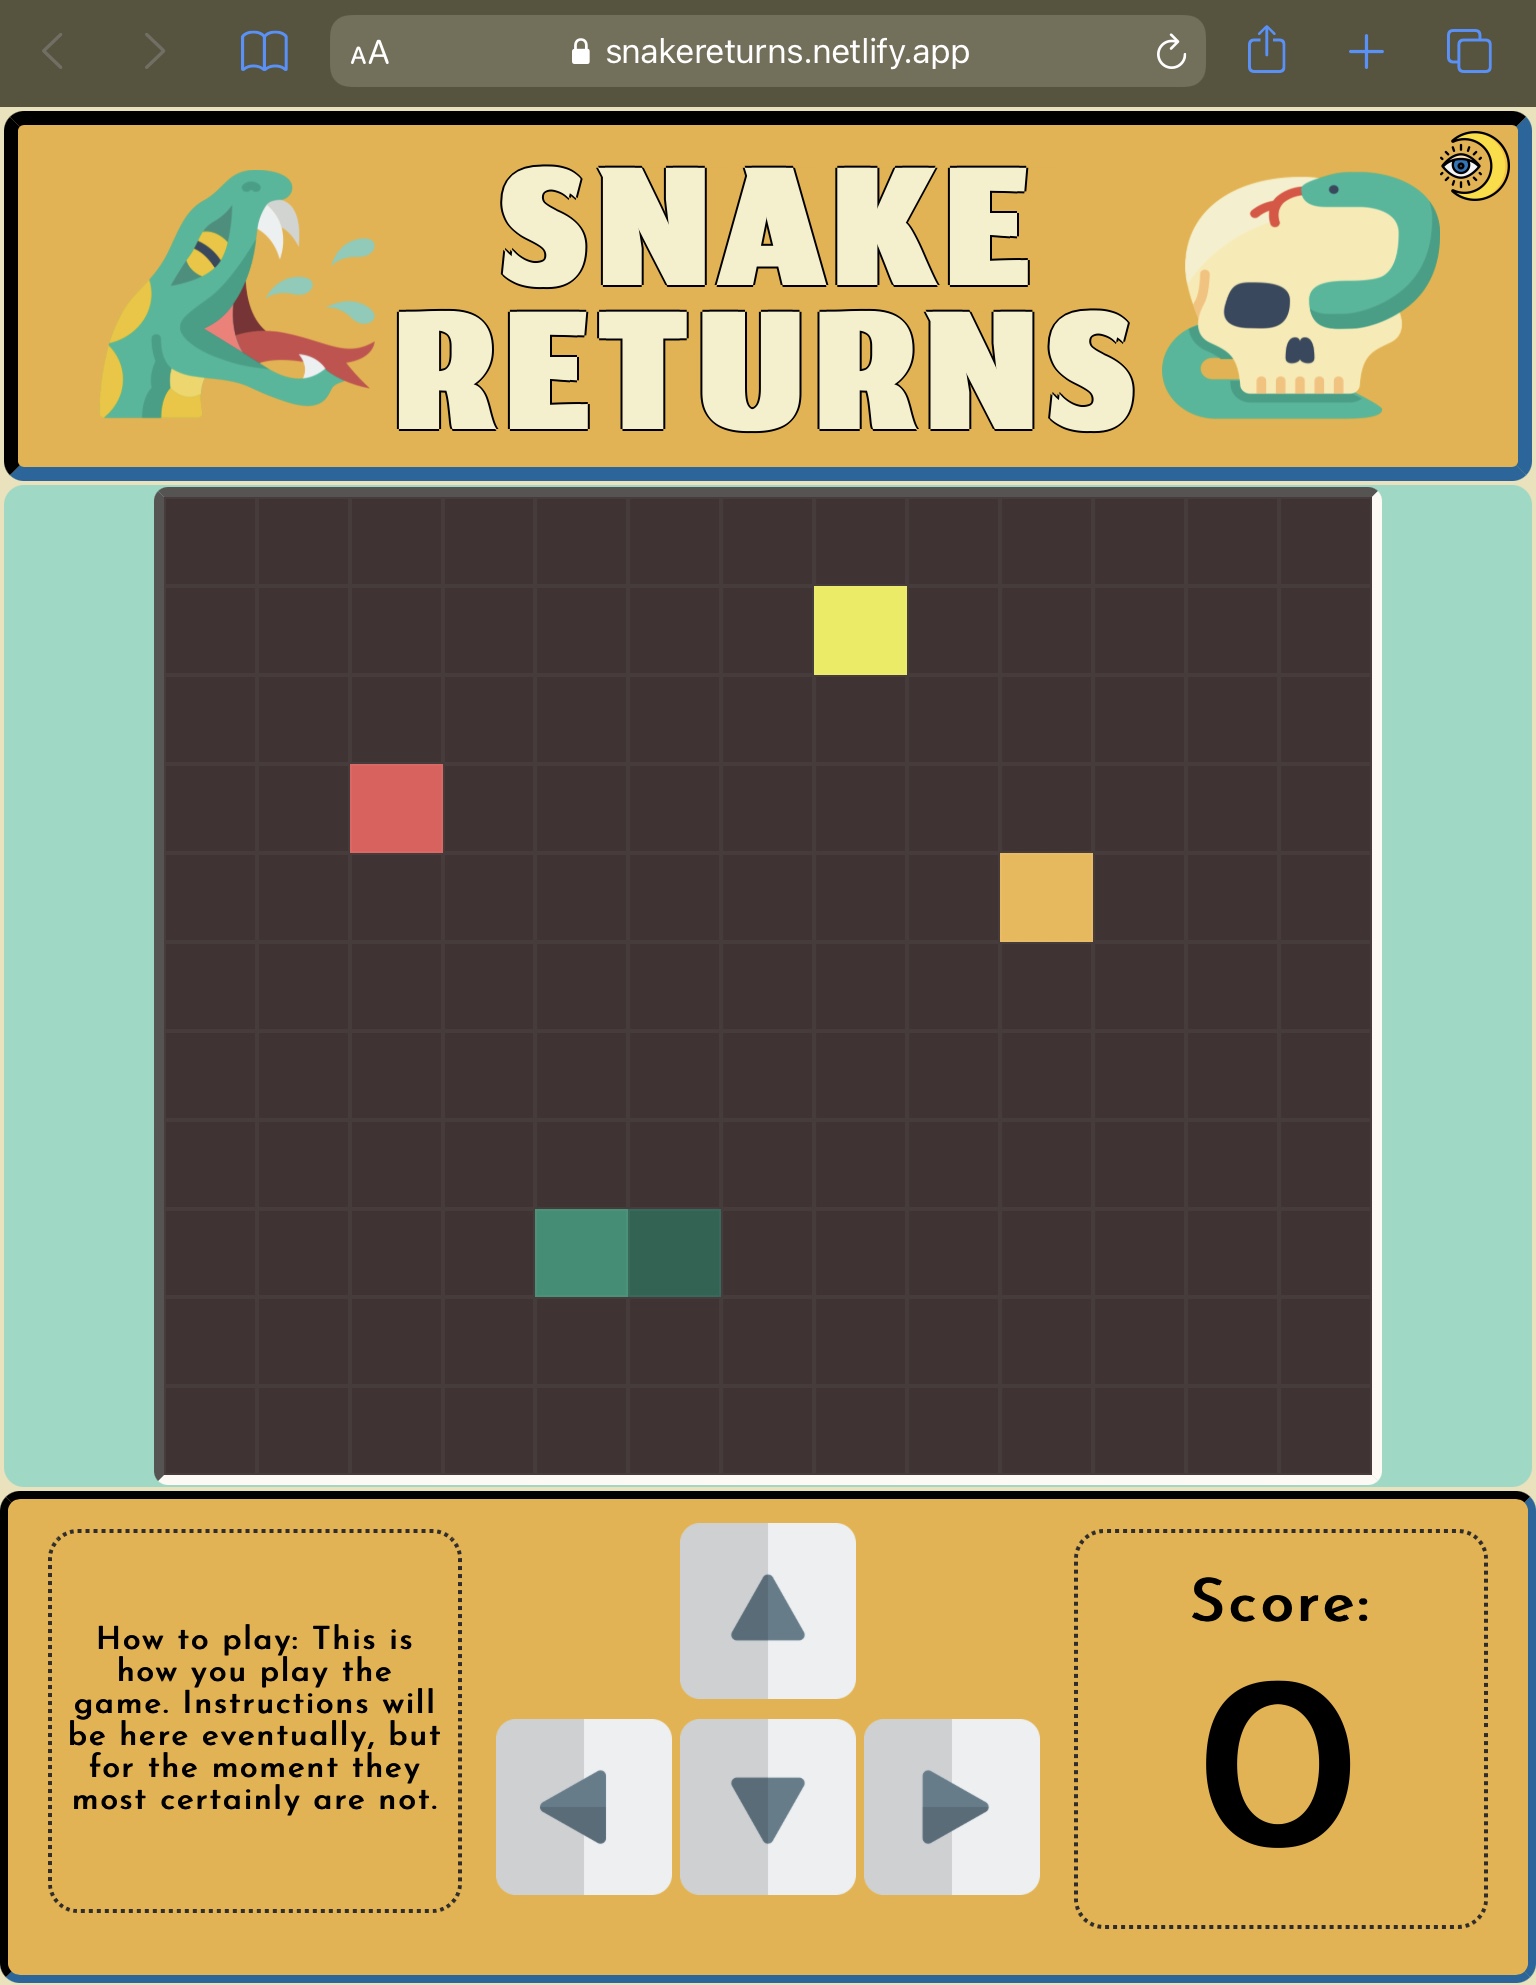 AA
snakereturns.netlify.app
SNAKE
RETURNS
How to play: This is
how you play the
game. Instructions will
be here eventually, but
for the moment they
most certainly are not.
Score:
0